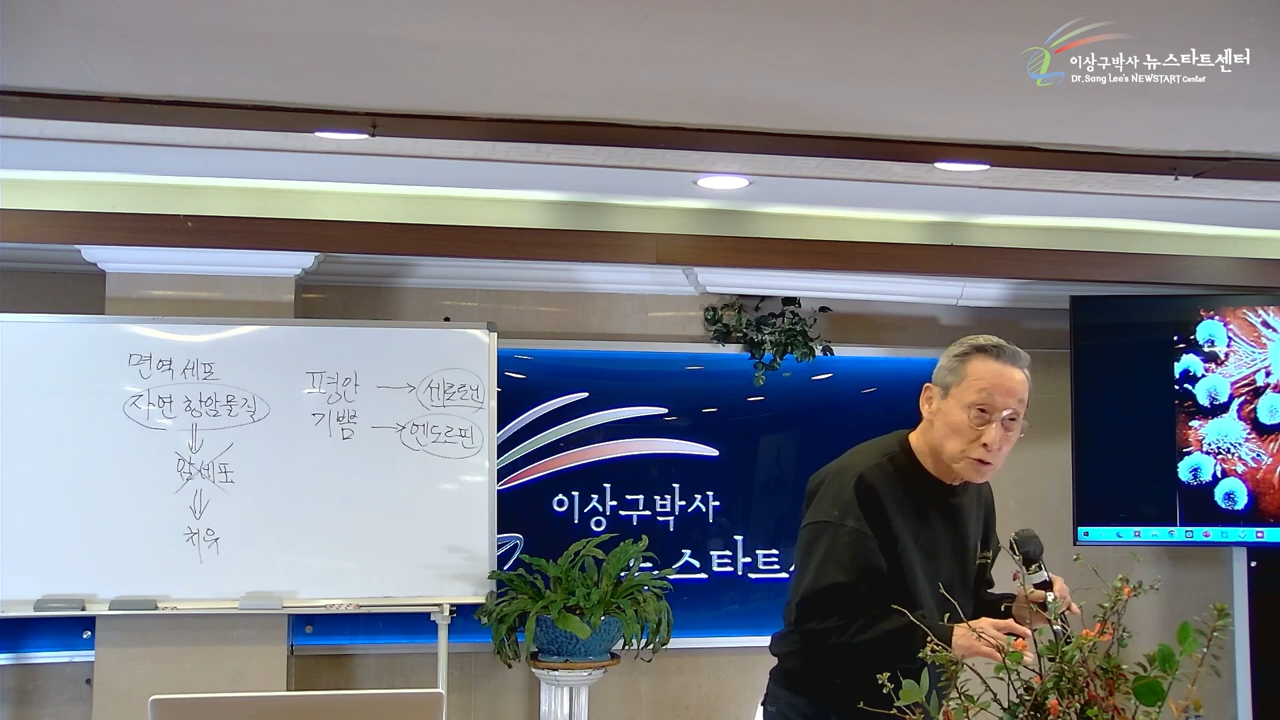 이상구박사 뉴스타트센터
Dr. Sang Lee's NEWSTART Center
면역세포
자연 항암물질
암세포
치유
평안 → 세로토닌
기쁨 → 엔도르핀
이상구박사
뉴스타트